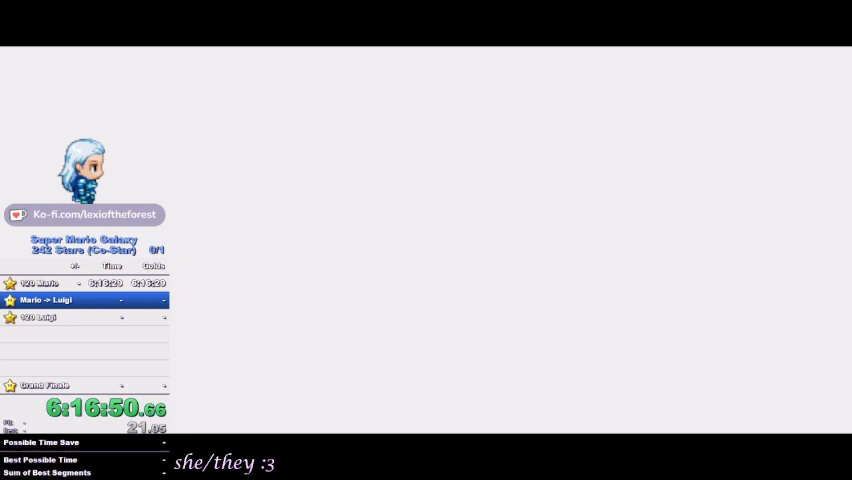 Ko-fi.com/lexioftheforest
Super Mario Galaxy
242 Stars (Co-Star) 0/1
+/- Time Golds
120 Mario - 6:16:29 6:16:29
Mario -> Luigi - -
120 Luigi - -
Grand Finale - -
6:16:50.66
PB: -
Best: - 21.05
Possible Time Save -
Best Possible Time -
Sum of Best Segments -
she/they :3